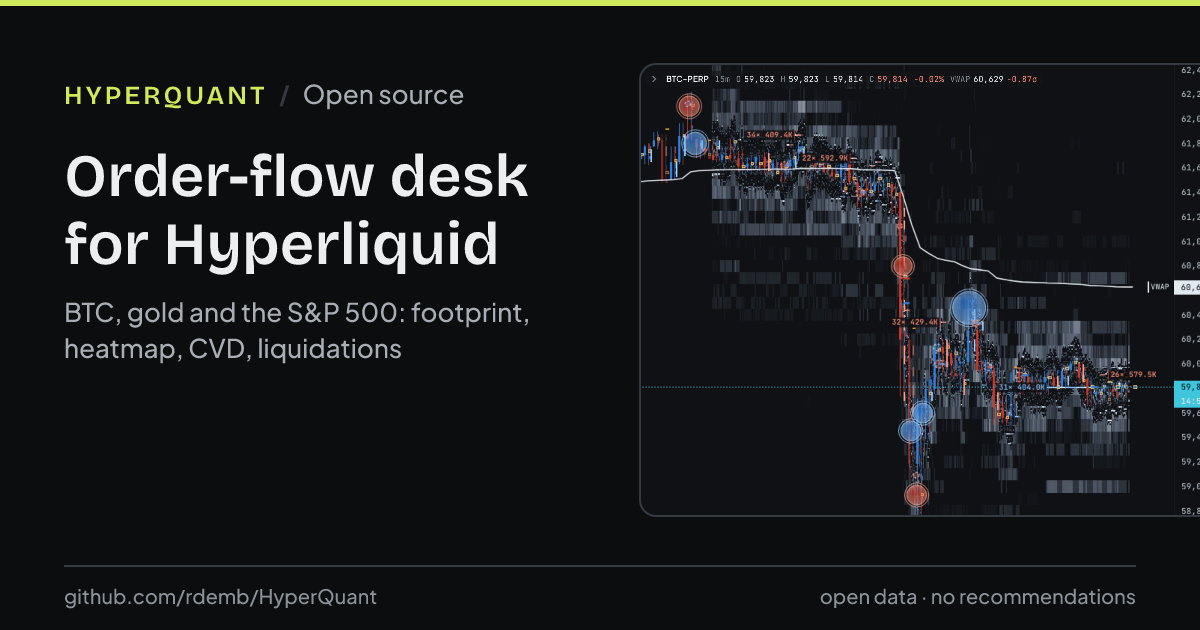 HYPERQUANT / Open source
Order-flow desk
for Hyperliquid
BTC, gold and the S&P 500: footprint,
heatmap, CVD, liquidations
BTC-PERP 15m O 59,823 H 59,823 L 59,814 C 59,814 -0.02% VWAP 60,629 -0.87σ
34× 409.4K
22× 592.9K
VWAP
32× 429.4K
26× 579.5K
31× 404.0K
github.com/rdemb/HyperQuant
open data · no recommendations